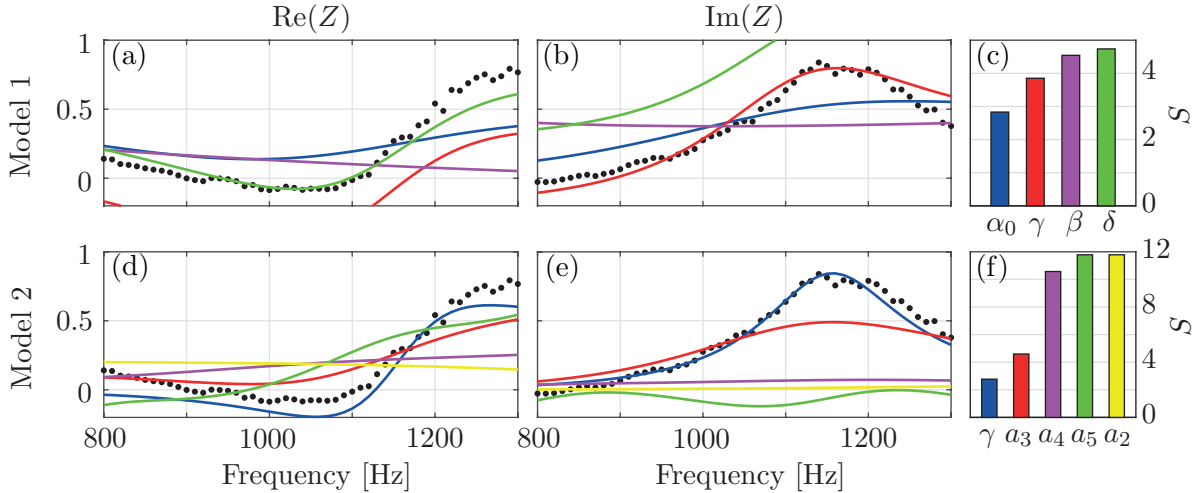 Re(Z) Im(Z)
Model 1
1
0.5
0
(a)
(b)
(c)
4
2
0
S
α₀ γ β δ
Model 2
1
0.5
0
(d)
(e)
(f)
12
8
4
0
S
800 1000 1200
800 1000 1200
γ a₃ a₄ a₅ a₂
Frequency [Hz] Frequency [Hz]